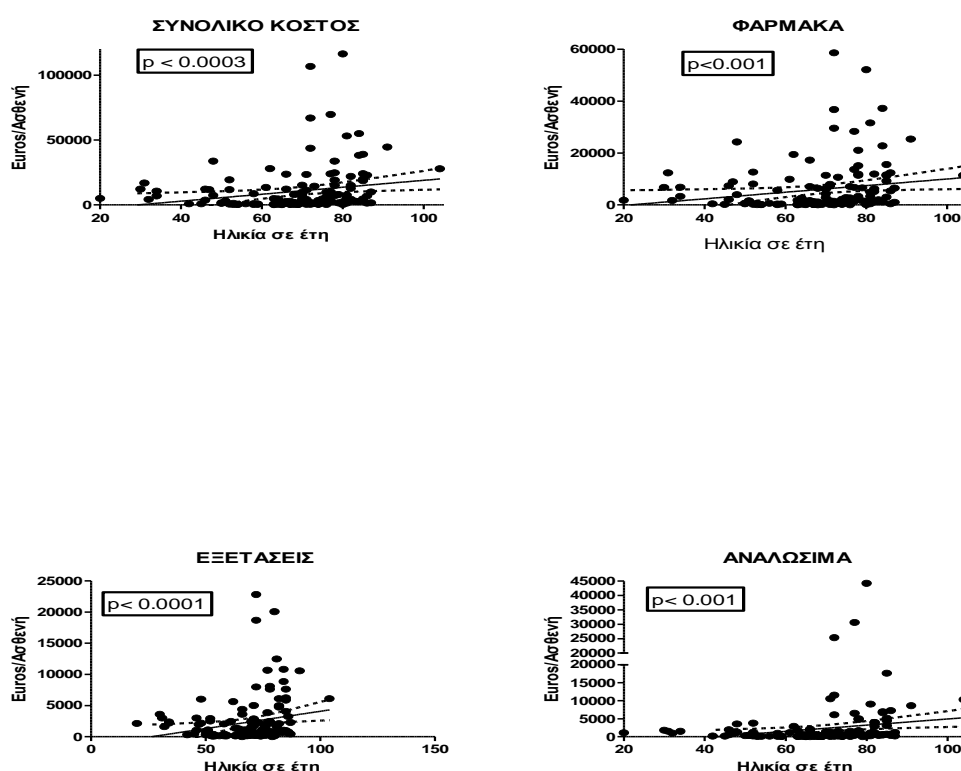 ΣΥΝΟΛΙΚΟ ΚΟΣΤΟΣ
p < 0.0003
Euros/Ασθενή
100000
50000
0
20
40
60
80
100
Ηλικία σε έτη
ΦΑΡΜΑΚΑ
p<0.001
Euros/Ασθενή
60000
40000
20000
0
20
40
60
80
100
Ηλικία σε έτη
ΕΞΕΤΑΣΕΙΣ
p< 0.0001
Euros/Ασθενή
25000
20000
15000
10000
5000
0
0
50
100
150
Ηλικία σε έτη
ΑΝΑΛΩΣΙΜΑ
p< 0.001
Euros/Ασθενή
45000
40000
35000
30000
25000
20000
20000
15000
10000
5000
0
20
40
60
80
100
Ηλικία σε έτη